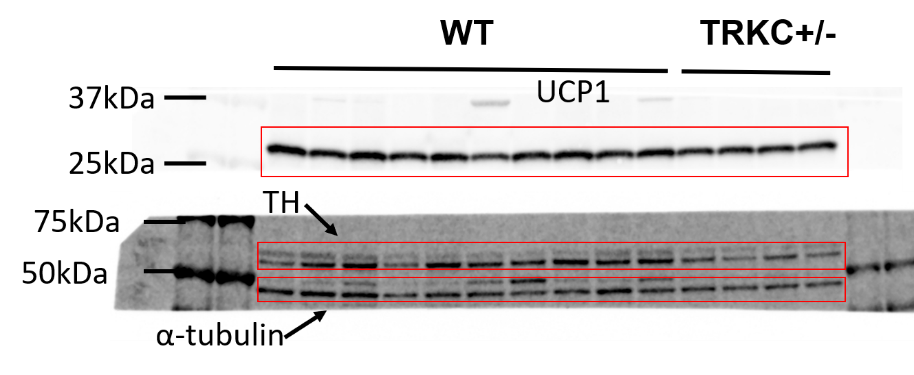 WT TRKC+/-
37kDa UCP1
25kDa
TH
75kDa
50kDa
α-tubulin